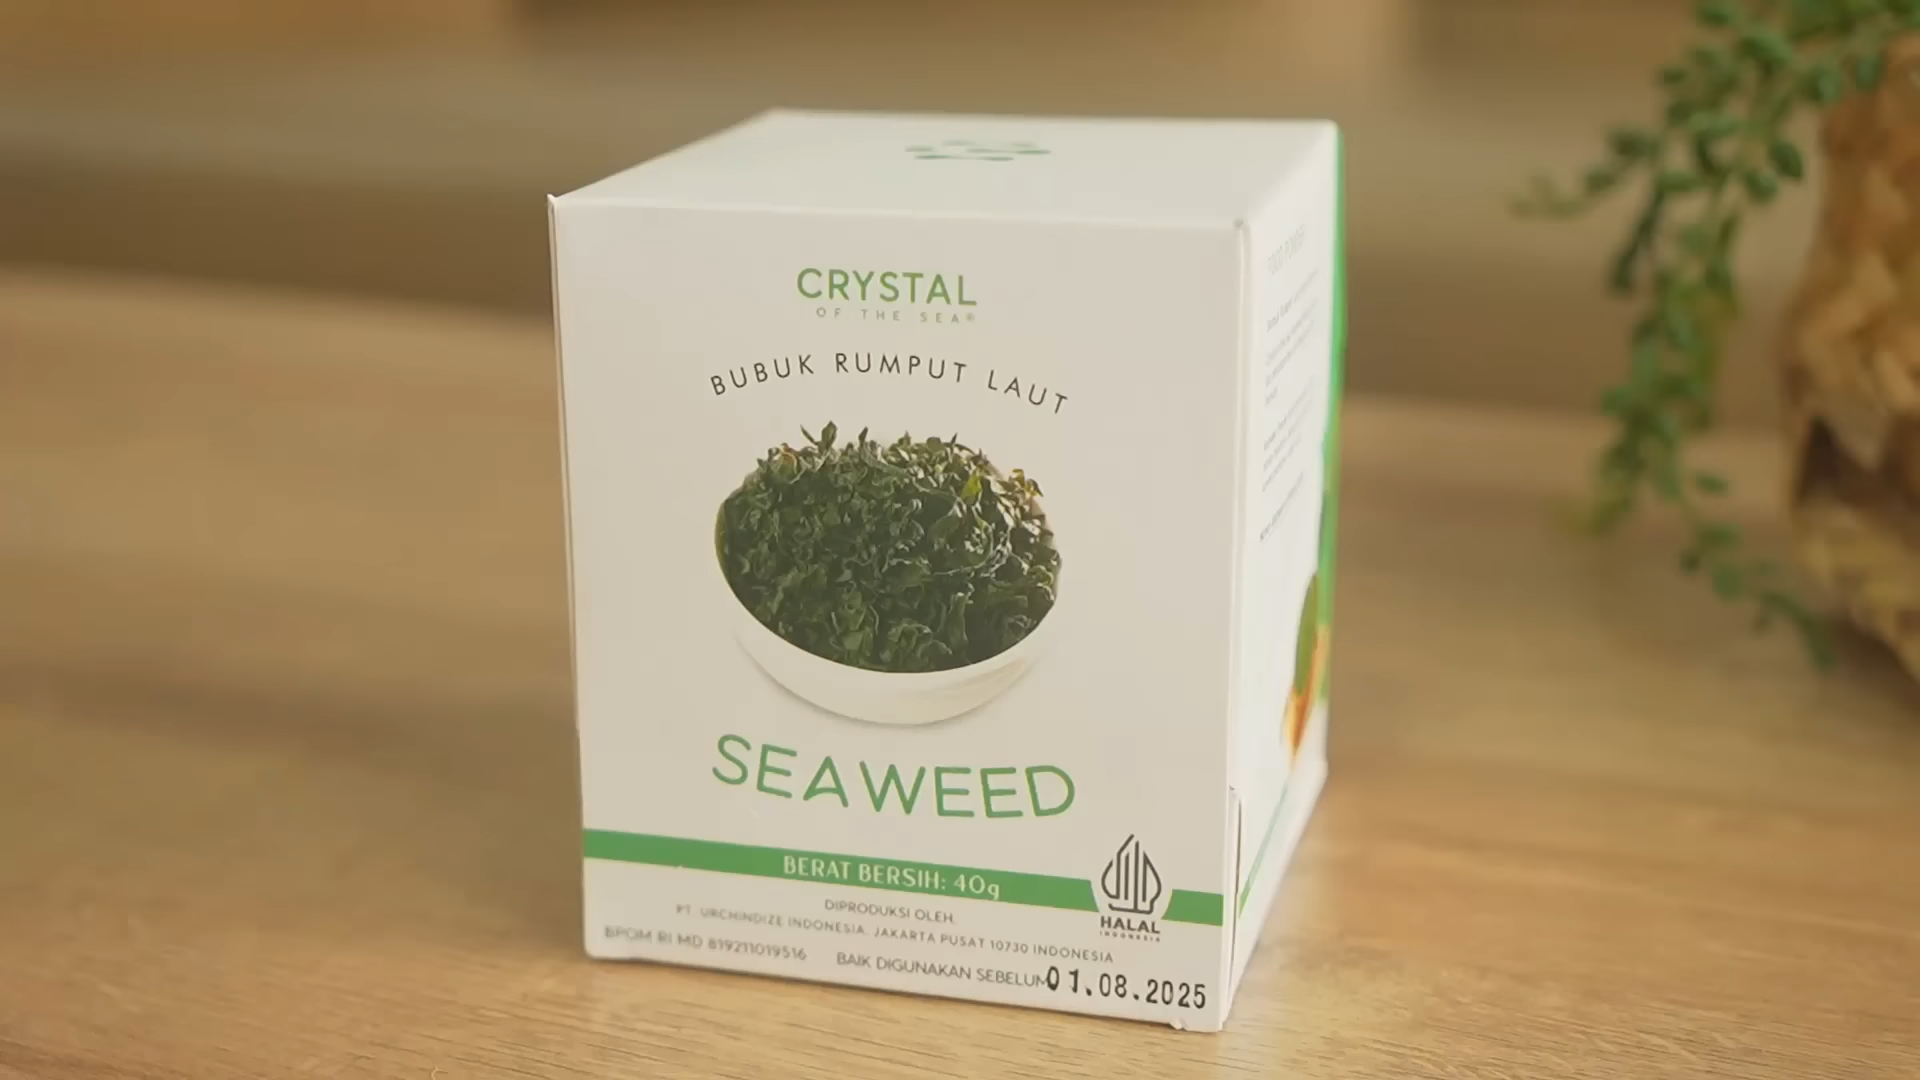 CRYSTAL
OF THE SEA®
BUBUK RUMPUT LAUT
SEAWEED
BERAT BERSIH: 40g
HALAL
INDONESIA
DIPRODUKSI OLEH.
PT. URCHINDIZE INDONESIA. JAKARTA PUSAT 10730 INDONESIA
BPOM RI MD 819211019516
BAIK DIGUNAKAN SEBELUM 01.08.2025